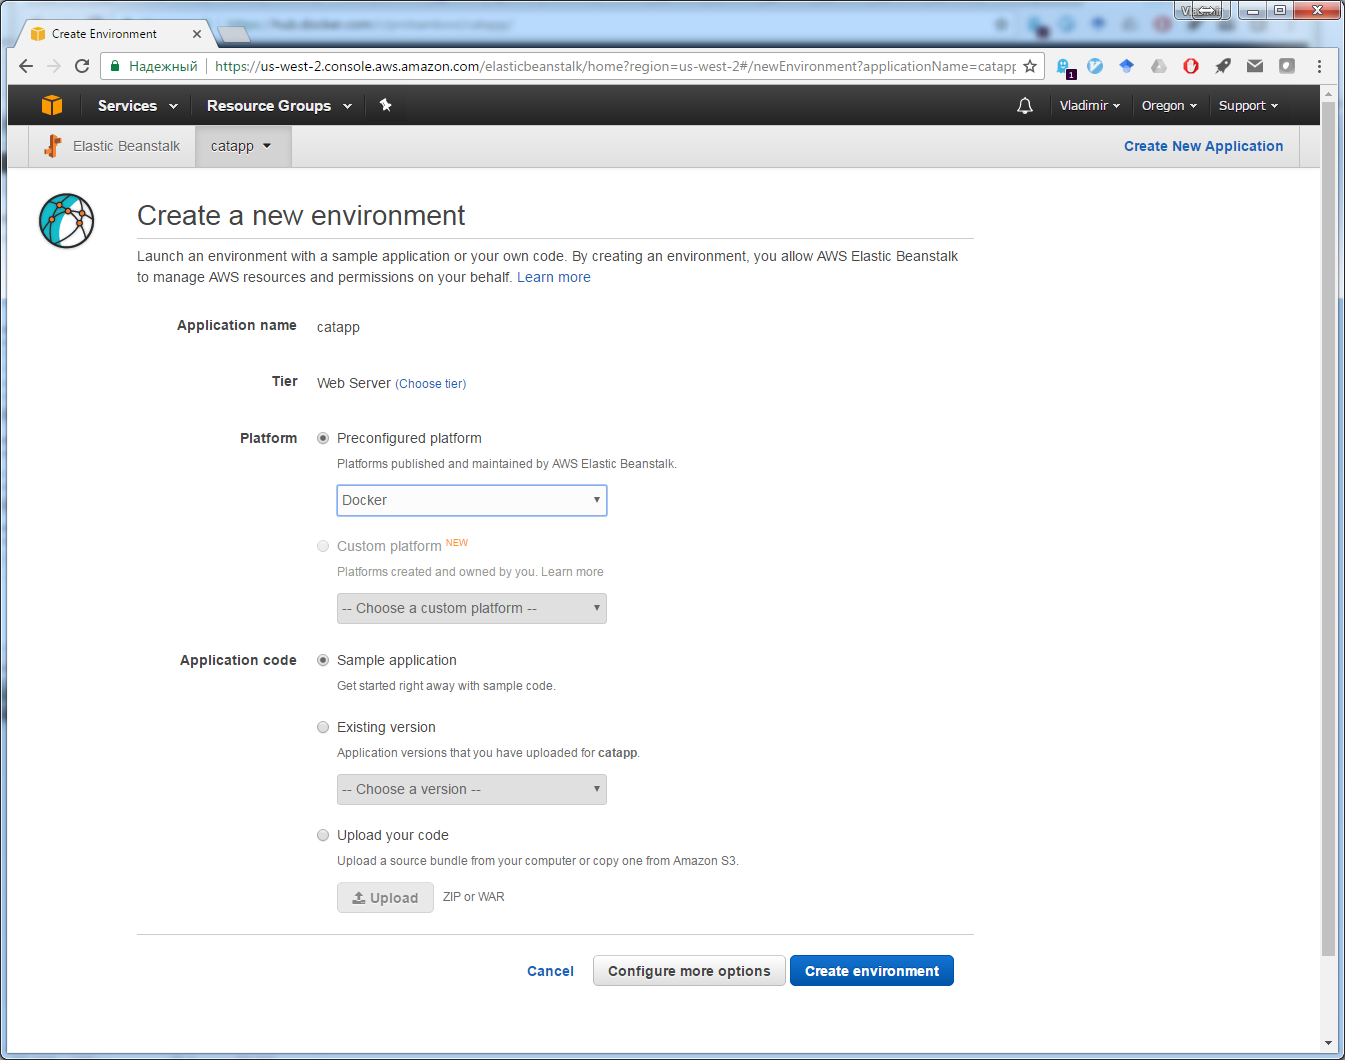 Create Environment
Надежный https://us-west-2.console.aws.amazon.com/elasticbeanstalk/home?region=us-west-2#/newEnvironment?applicationName=catapp
1
Services Resource Groups Vladimir Oregon Support
Elastic Beanstalk catapp Create New Application
Create a new environment
Launch an environment with a sample application or your own code. By creating an environment, you allow AWS Elastic Beanstalk
to manage AWS resources and permissions on your behalf. Learn more
Application name catapp
Tier Web Server (Choose tier)
Platform Preconfigured platform
Platforms published and maintained by AWS Elastic Beanstalk.
Docker
Custom platform NEW
Platforms created and owned by you. Learn more
-- Choose a custom platform --
Application code Sample application
Get started right away with sample code.
Existing version
Application versions that you have uploaded for catapp.
-- Choose a version --
Upload your code
Upload a source bundle from your computer or copy one from Amazon S3.
Upload ZIP or WAR
Cancel Configure more options Create environment